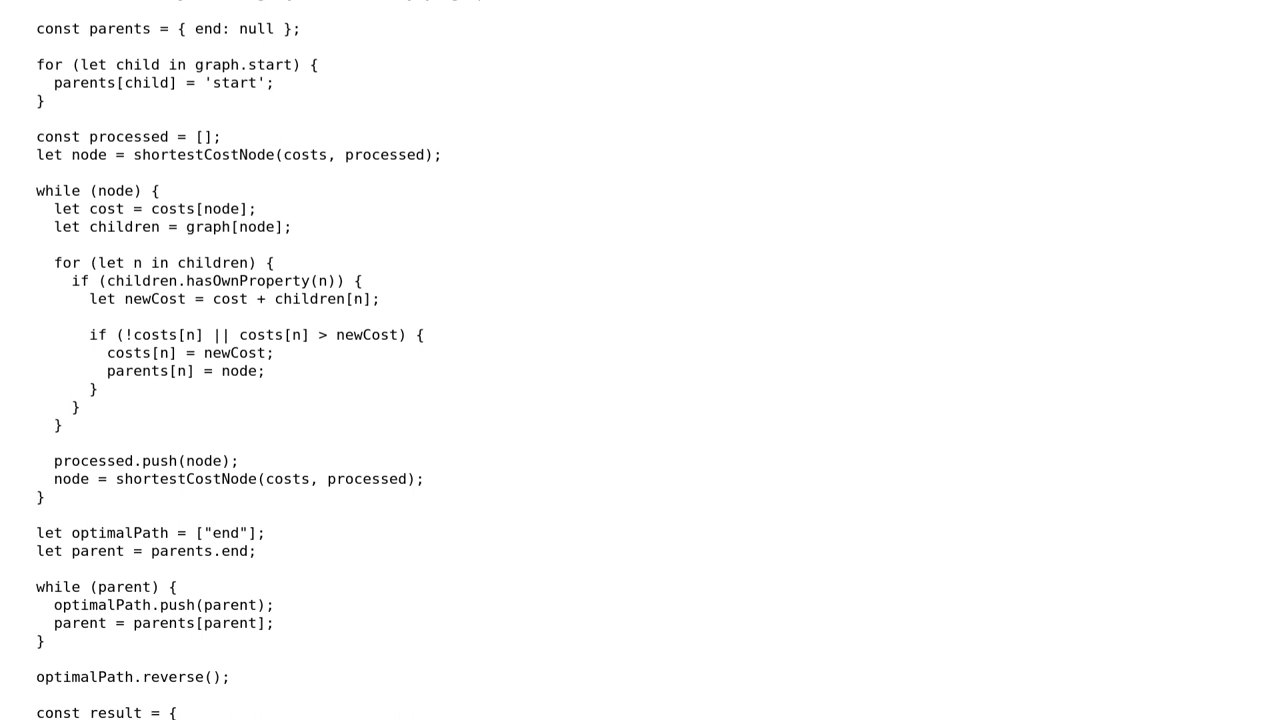 const parents = { end: null };
for (let child in graph.start) {
parents[child] = 'start';
}
const processed = [];
let node = shortestCostNode(costs, processed);
while (node) {
let cost = costs[node];
let children = graph[node];
for (let n in children) {
if (children.hasOwnProperty(n)) {
let newCost = cost + children[n];
if (!costs[n] || costs[n] > newCost) {
costs[n] = newCost;
parents[n] = node;
}
}
}
processed.push(node);
node = shortestCostNode(costs, processed);
}
let optimalPath = ["end"];
let parent = parents.end;
while (parent) {
optimalPath.push(parent);
parent = parents[parent];
}
optimalPath.reverse();
const result = {